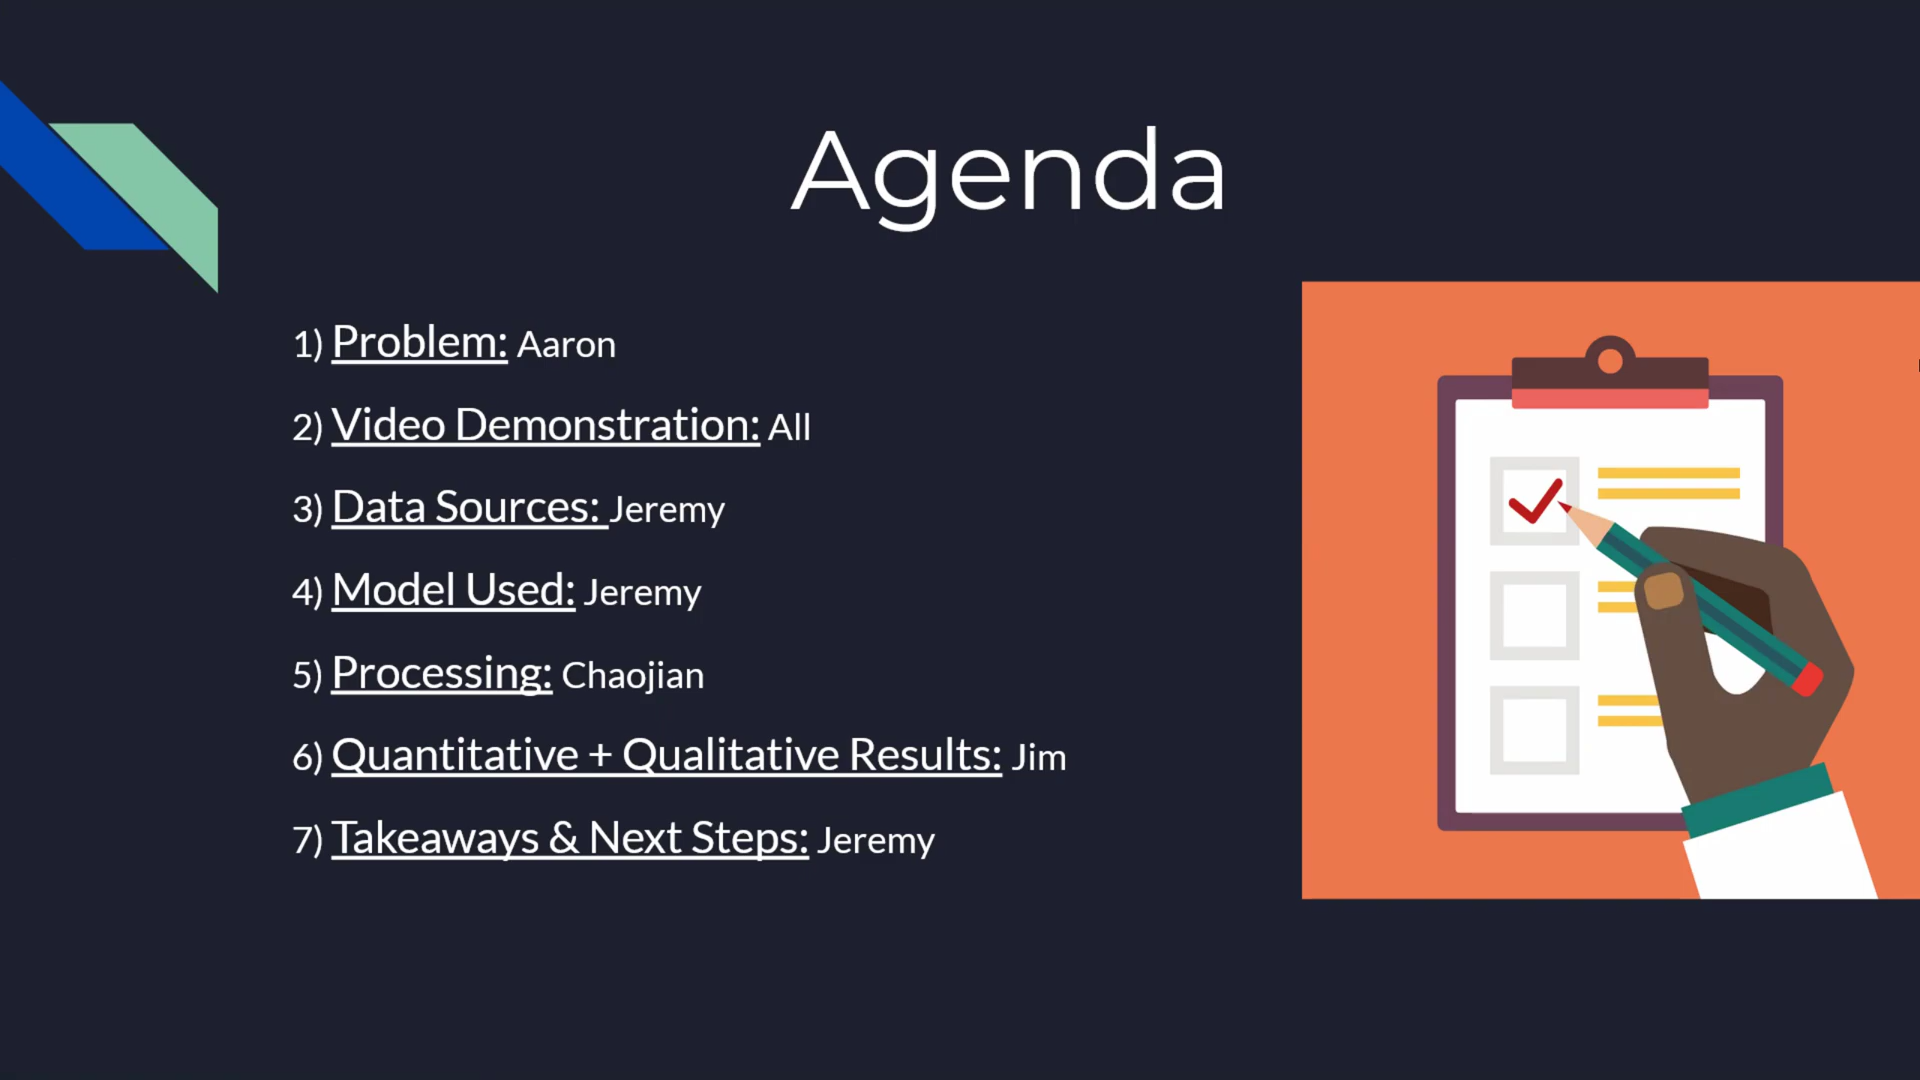 Agenda
1) Problem: Aaron
2) Video Demonstration: All
3) Data Sources: Jeremy
4) Model Used: Jeremy
5) Processing: Chaojian
6) Quantitative + Qualitative Results: Jim
7) Takeaways & Next Steps: Jeremy